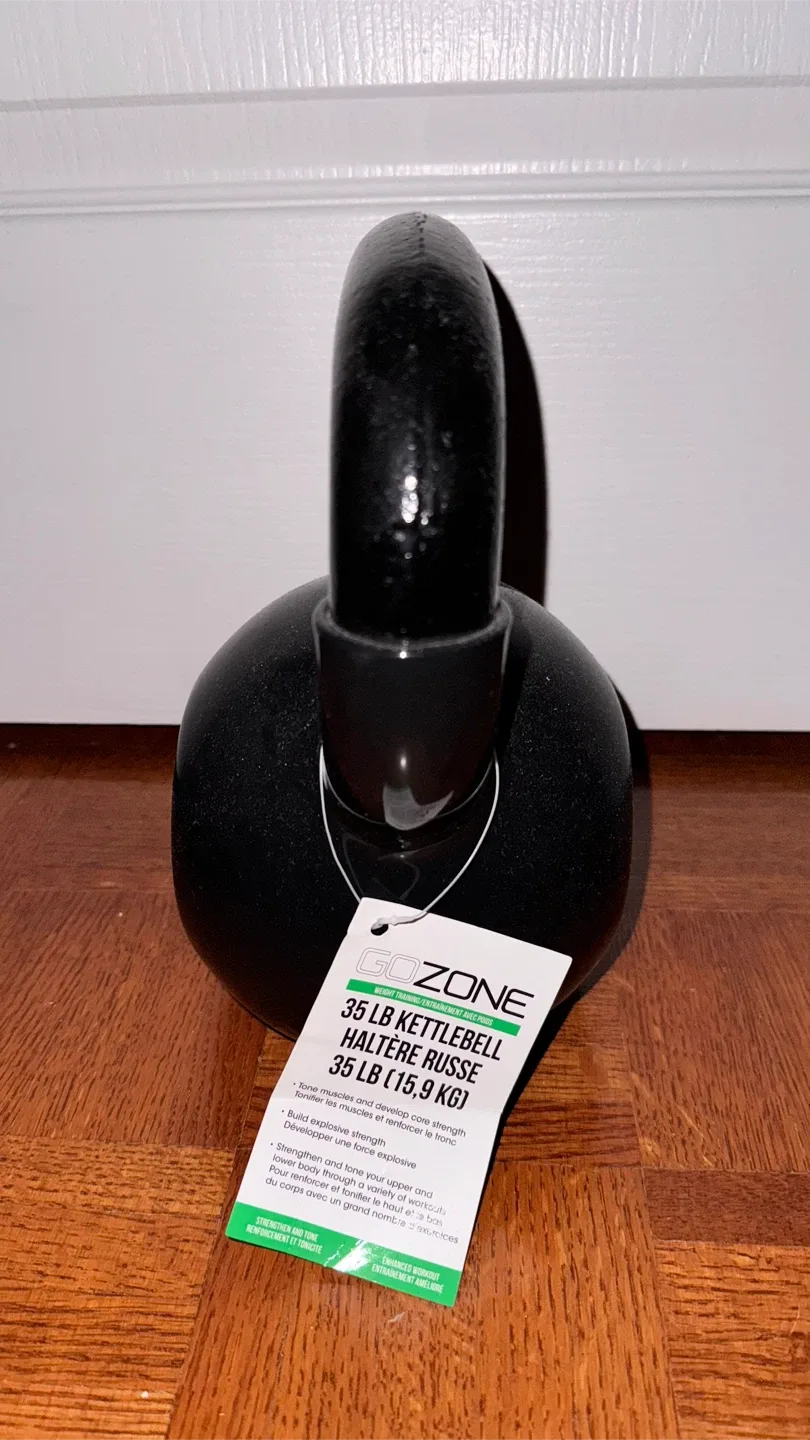 GOZONE
WEIGHT TRAINING/ENTRAÎNEMENT AVEC POIDS
35 LB KETTLEBELL
HALTÈRE RUSSE
35 LB (15,9 KG)
• Tone muscles and develop core strength
Tonifier les muscles et renforcer le tronc
• Build explosive strength
Développer une force explosive
• Strengthen and tone your upper and
lower body through a variety of workouts
Pour renforcer et tonifier le haut et le bas
du corps avec un grand nombre d'exercices
STRENGTHEN AND TONE
RENFORCEMENT ET TONICITÉ
ENHANCED WORKOUT
ENTRAÎNEMENT AMÉLIORÉ